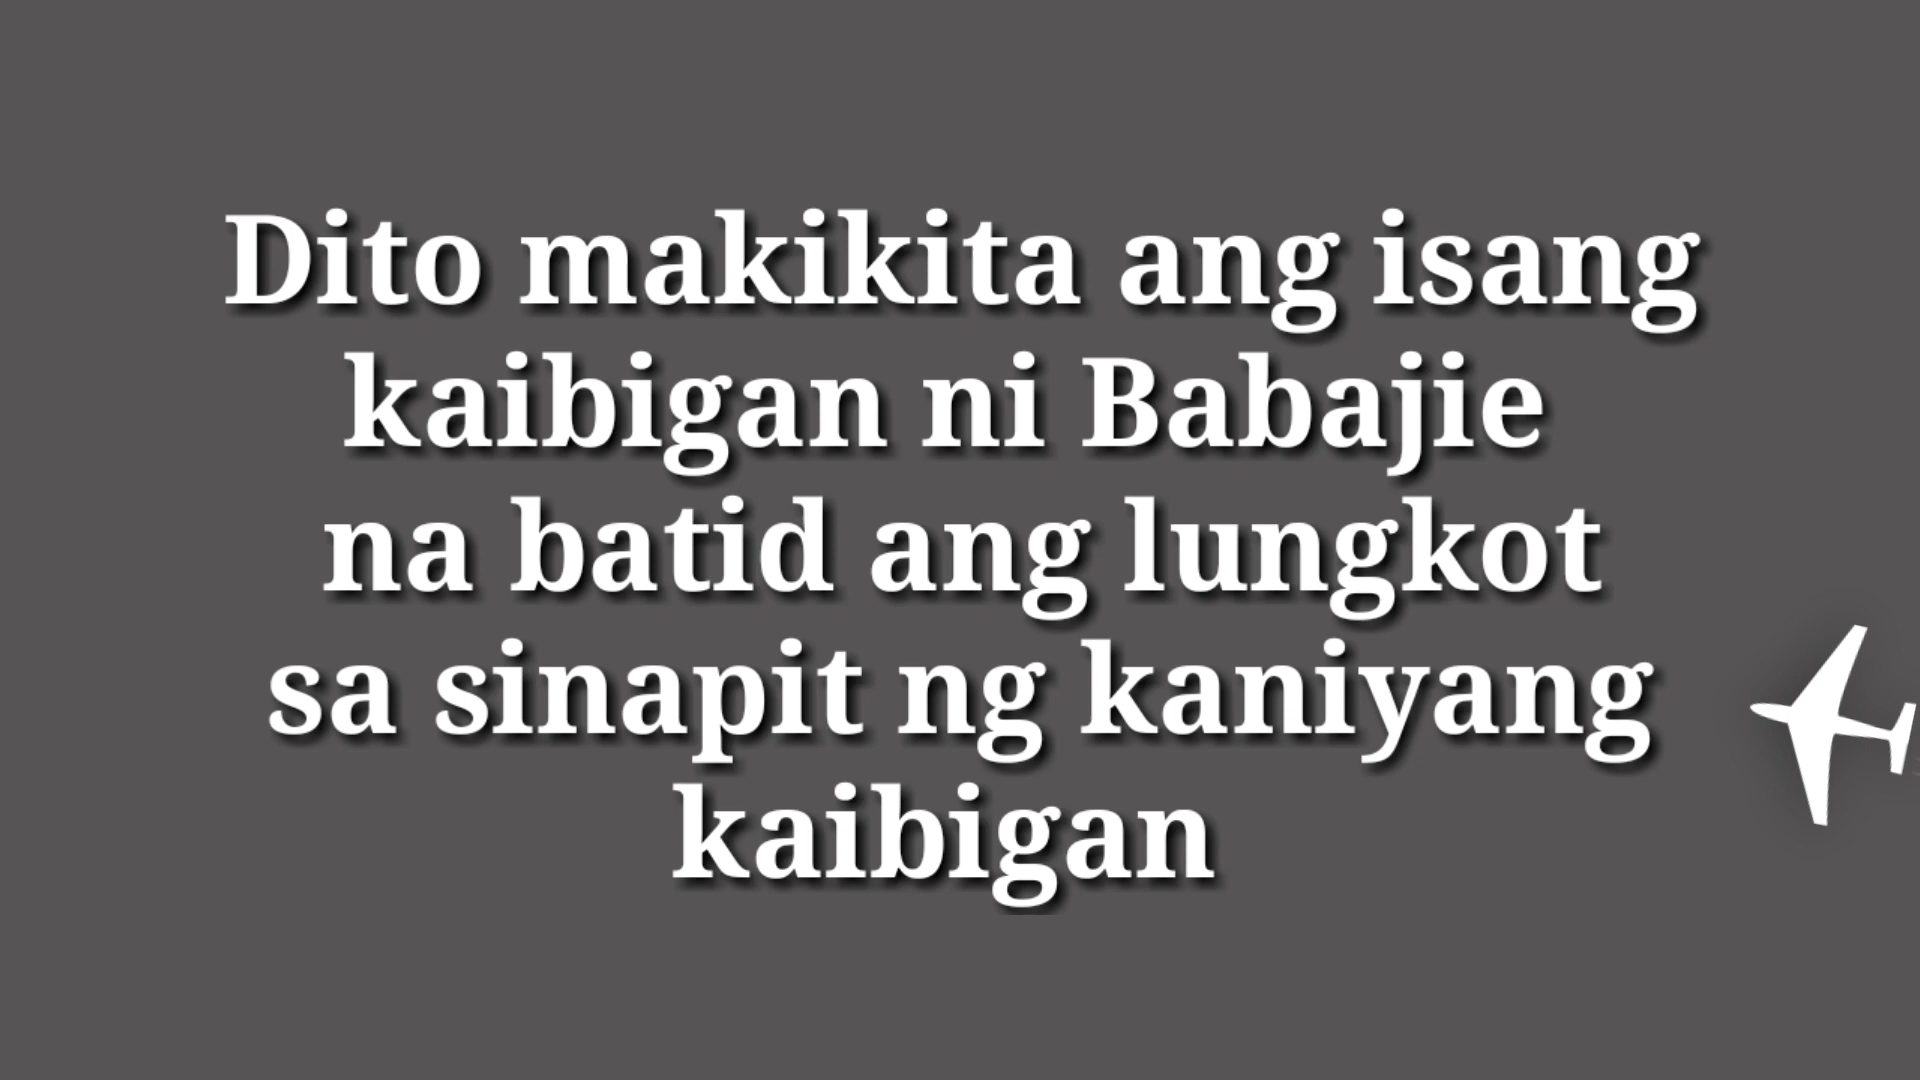 Dito makikita ang isang
kaibigan ni Babajie
na batid ang lungkot
sa sinapit ng kaniyang
kaibigan